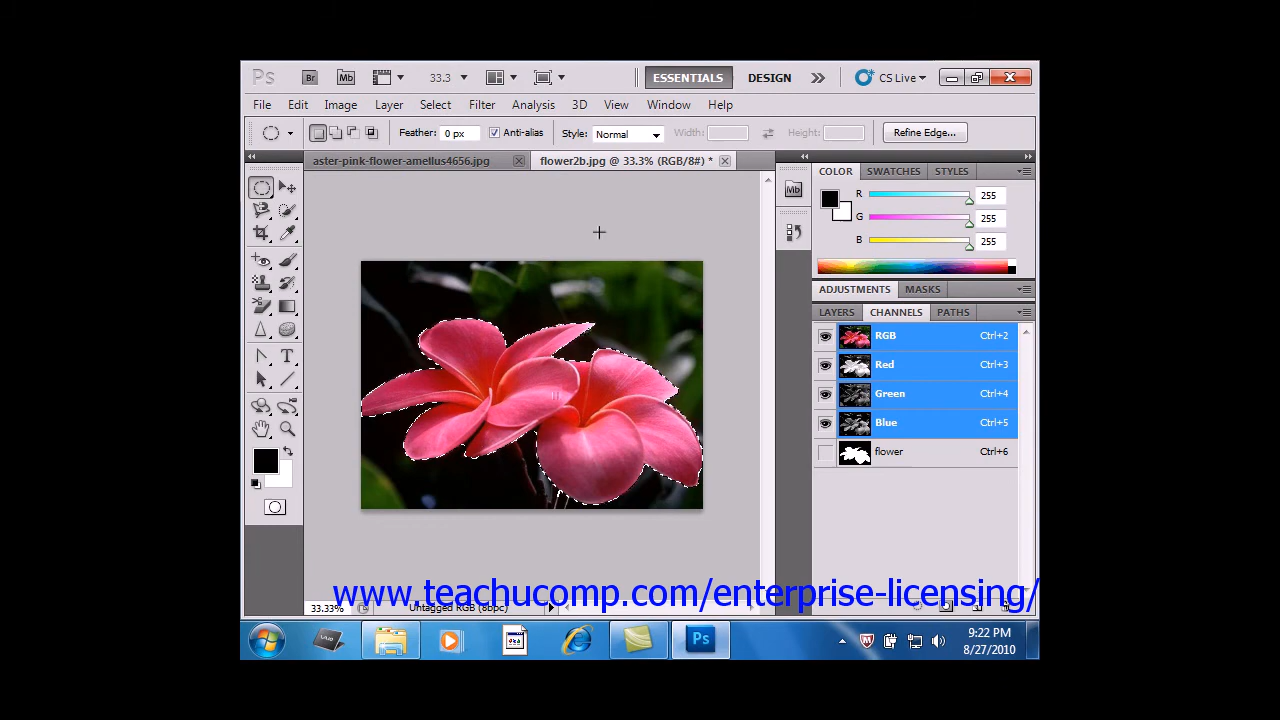 Ps Br Mb 33.3 ESSENTIALS DESIGN CS Live
File Edit Image Layer Select Filter Analysis 3D View Window Help
Feather: 0 px Anti-alias Style: Normal Width: Height: Refine Edge...
aster-pink-flower-amellus4656.jpg flower2b.jpg @ 33.3% (RGB/8#) *
Mb
COLOR SWATCHES STYLES
R 255
G 255
B 255
ADJUSTMENTS MASKS
LAYERS CHANNELS PATHS
RGB Ctrl+2
Red Ctrl+3
Green Ctrl+4
Blue Ctrl+5
flower Ctrl+6
www.teachucomp.com/enterprise-licensing/
33.33% Untagged RGB (8bpc)
Ps
9:22 PM
8/27/2010